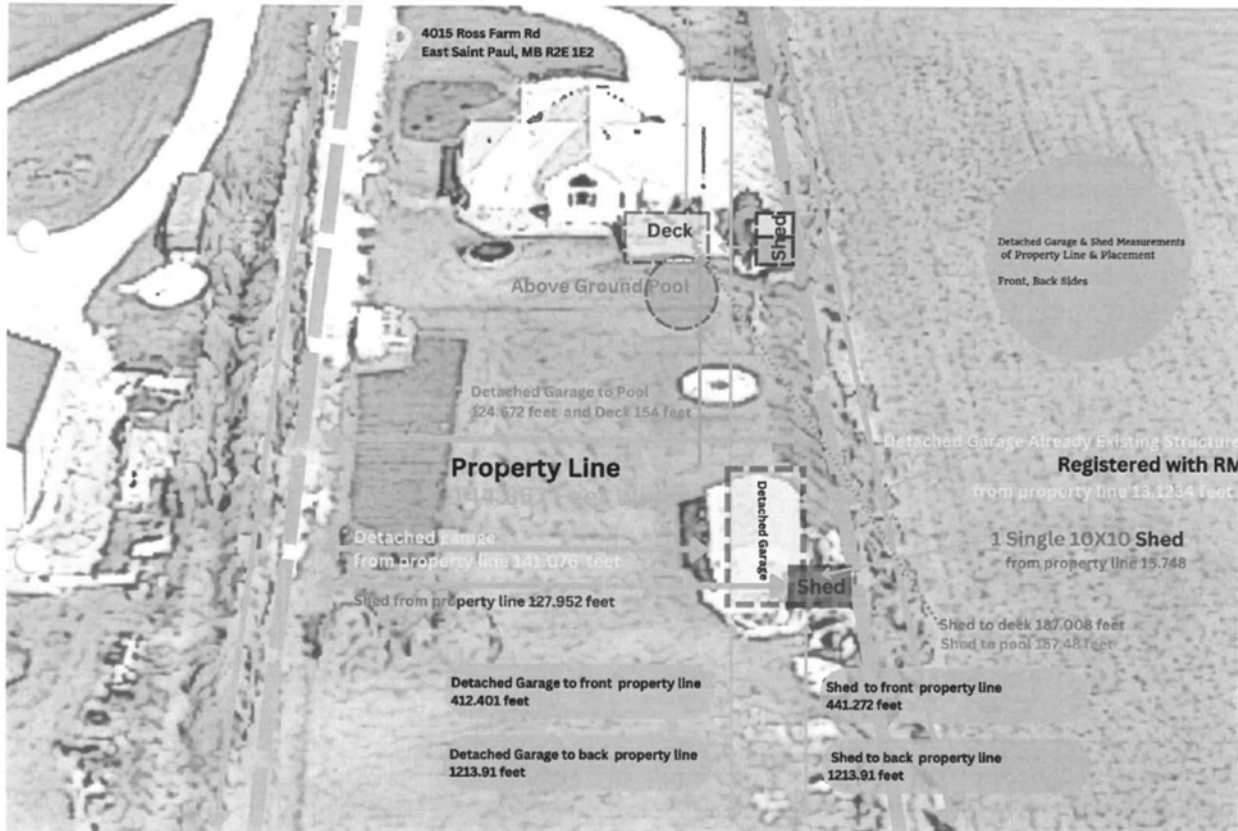 4015 Ross Farm Rd
East Saint Paul, MB R2E 1E2
Deck
Shed
Detached Garage & Shed Measurements
of Property Line & Placement
Front, Back Sides
Above Ground Pool
Detached Garage to Pool
124.672 feet and Deck 154 feet
Detached Garage Already Existing Structure
Property Line
Registered with RM
from property line 13.1234 feet
Detached Garage
Detached garage
from property line 141.076 feet
1 Single 10X10 Shed
from property line 15.748
Shed
Shed from property line 127.952 feet
Shed to deck 187.008 feet
Shed to pool 157.48 feet
Detached Garage to front property line
412.401 feet
Shed to front property line
441.272 feet
Detached Garage to back property line
1213.91 feet
Shed to back property line
1213.91 feet